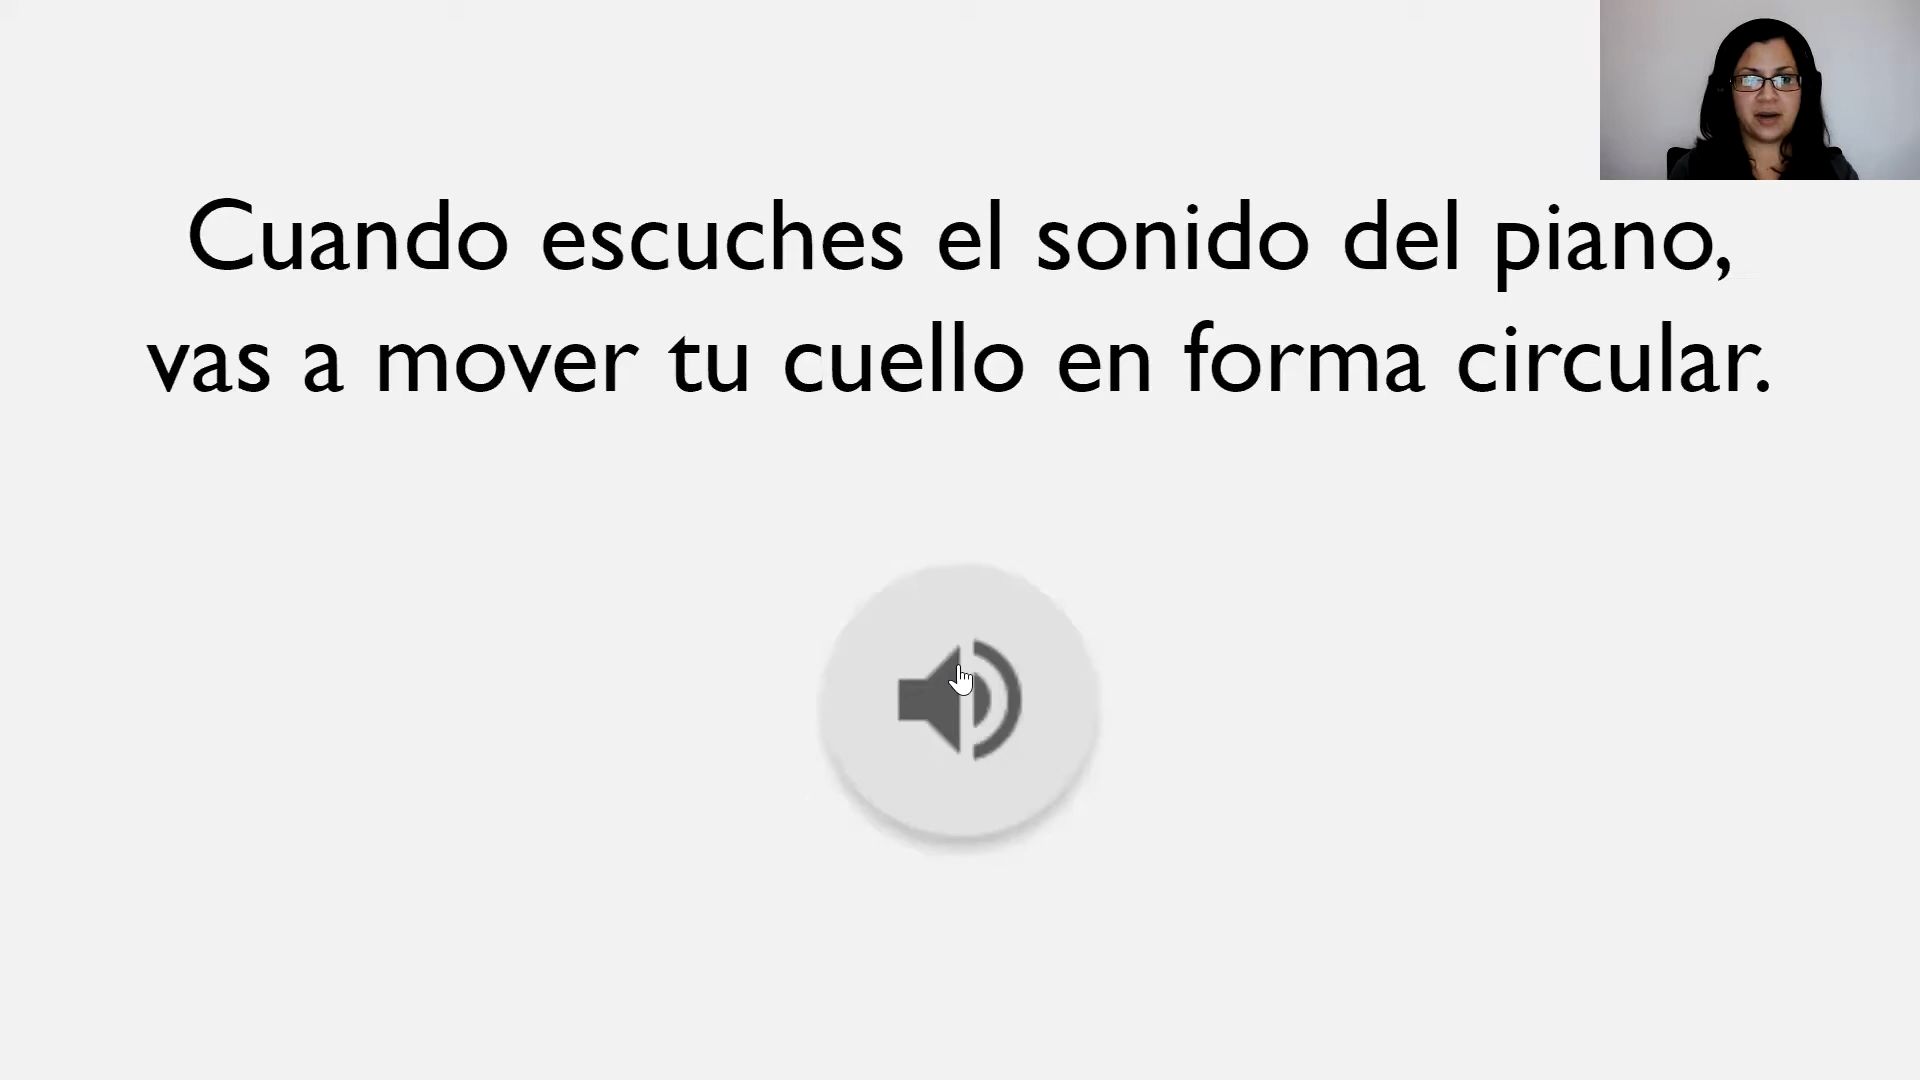 Cuando escuches el sonido del piano,
vas a mover tu cuello en forma circular.